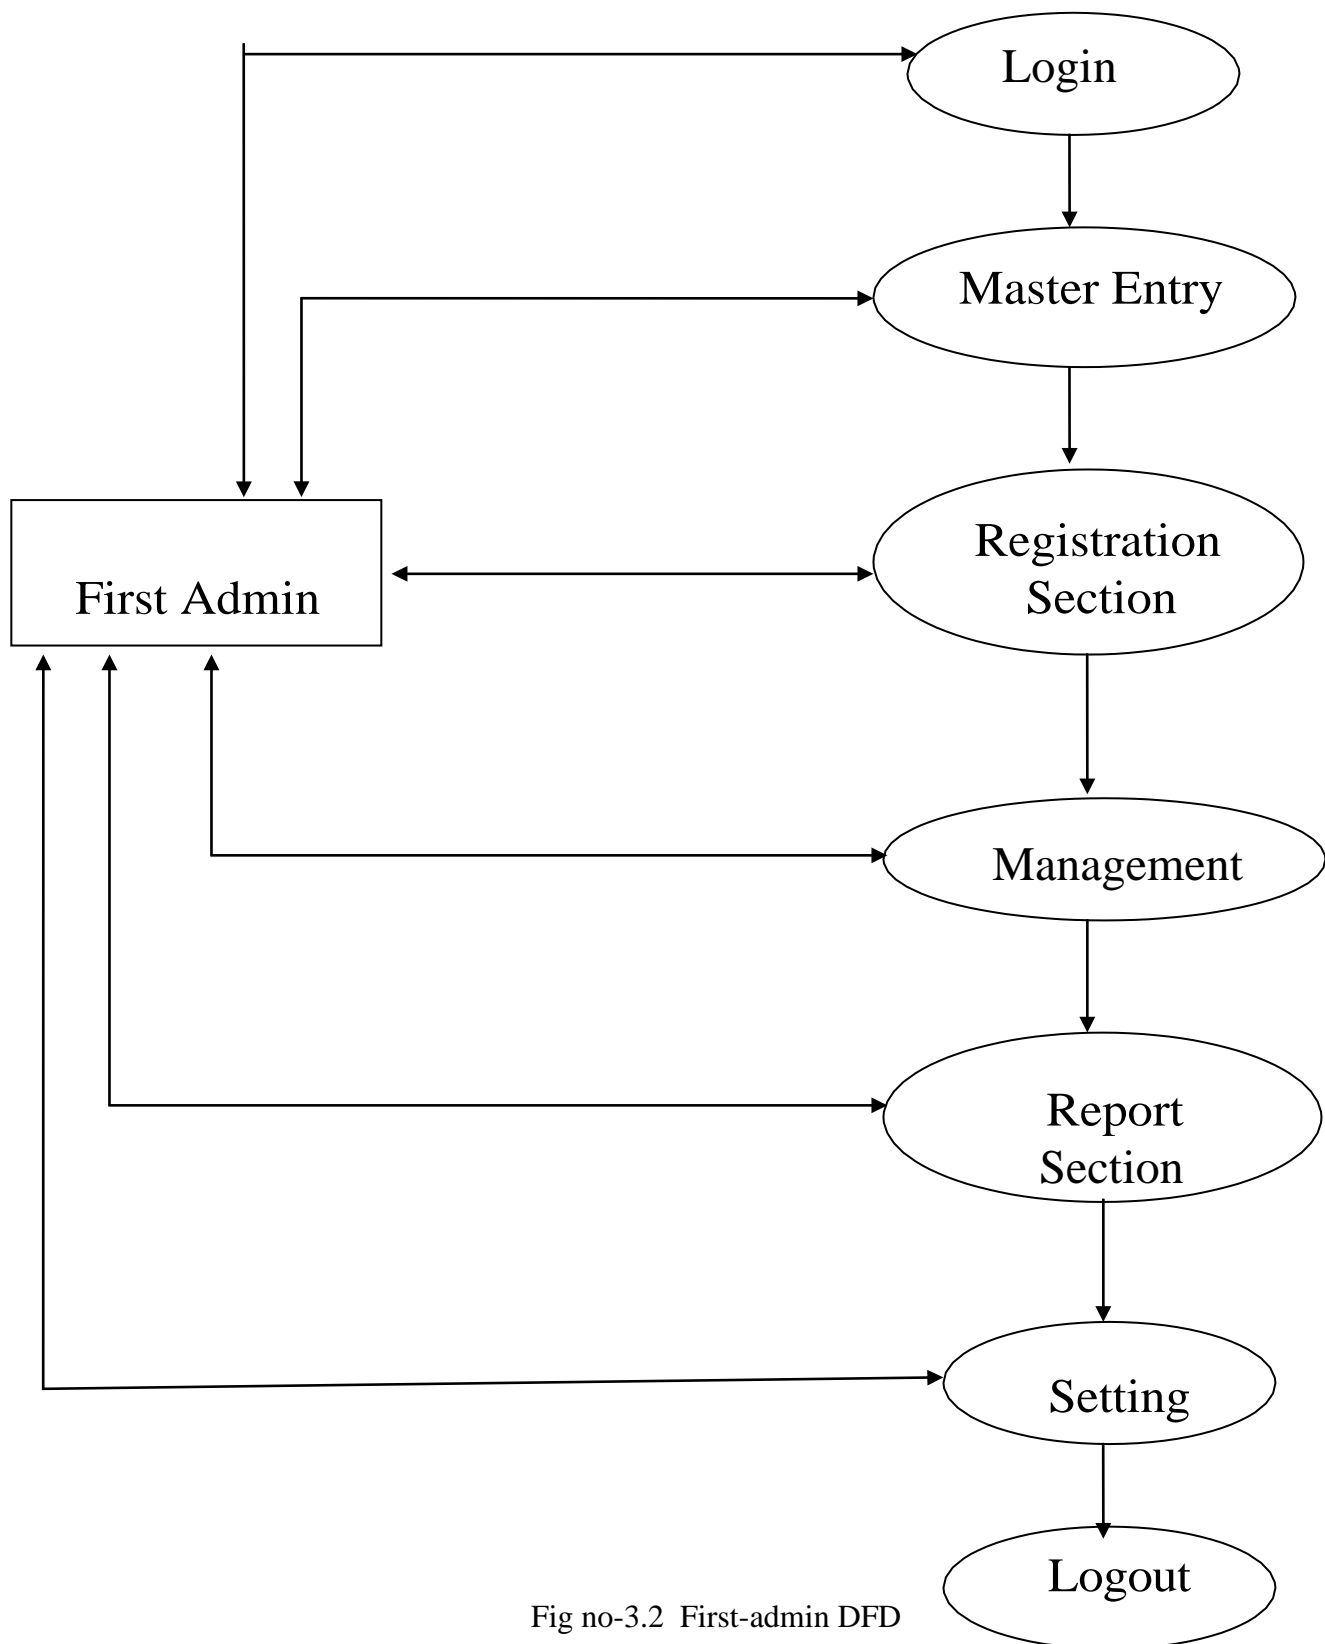 Login
Master Entry
Registration
Section
First Admin
Management
Report
Section
Setting
Logout
Fig no-3.2  First-admin DFD